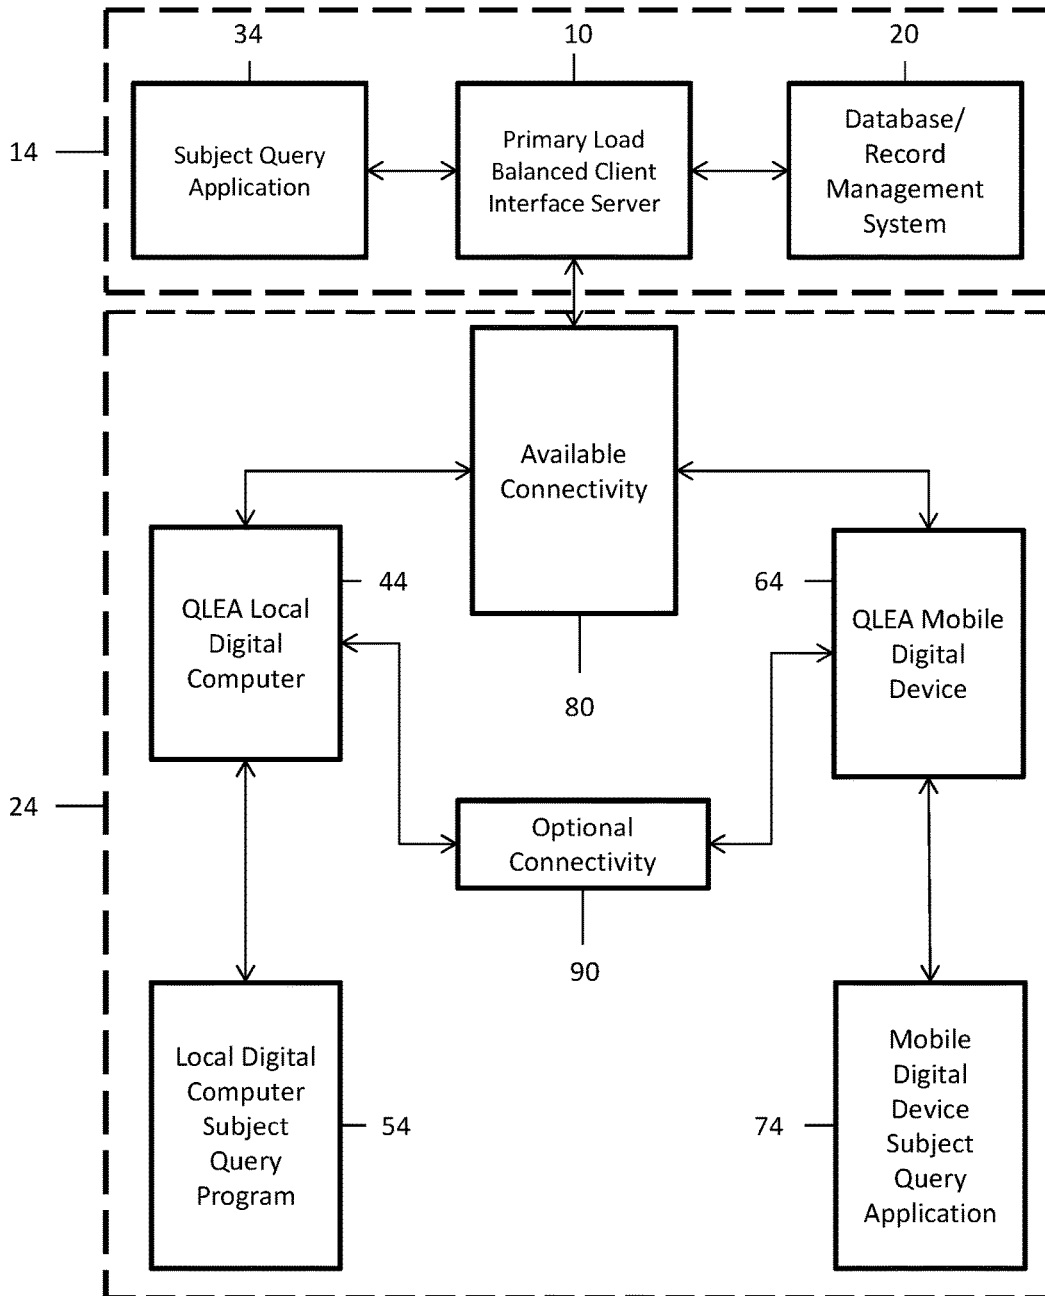 34
10
20
14
Subject Query
Application
Primary Load
Balanced Client
Interface Server
Database/
Record
Management
System
Available
Connectivity
44
64
QLEA Local
Digital
Computer
QLEA Mobile
Digital
Device
80
24
Optional
Connectivity
90
Local Digital
Computer
Subject
Query
Program
54
74
Mobile
Digital
Device
Subject
Query
Application